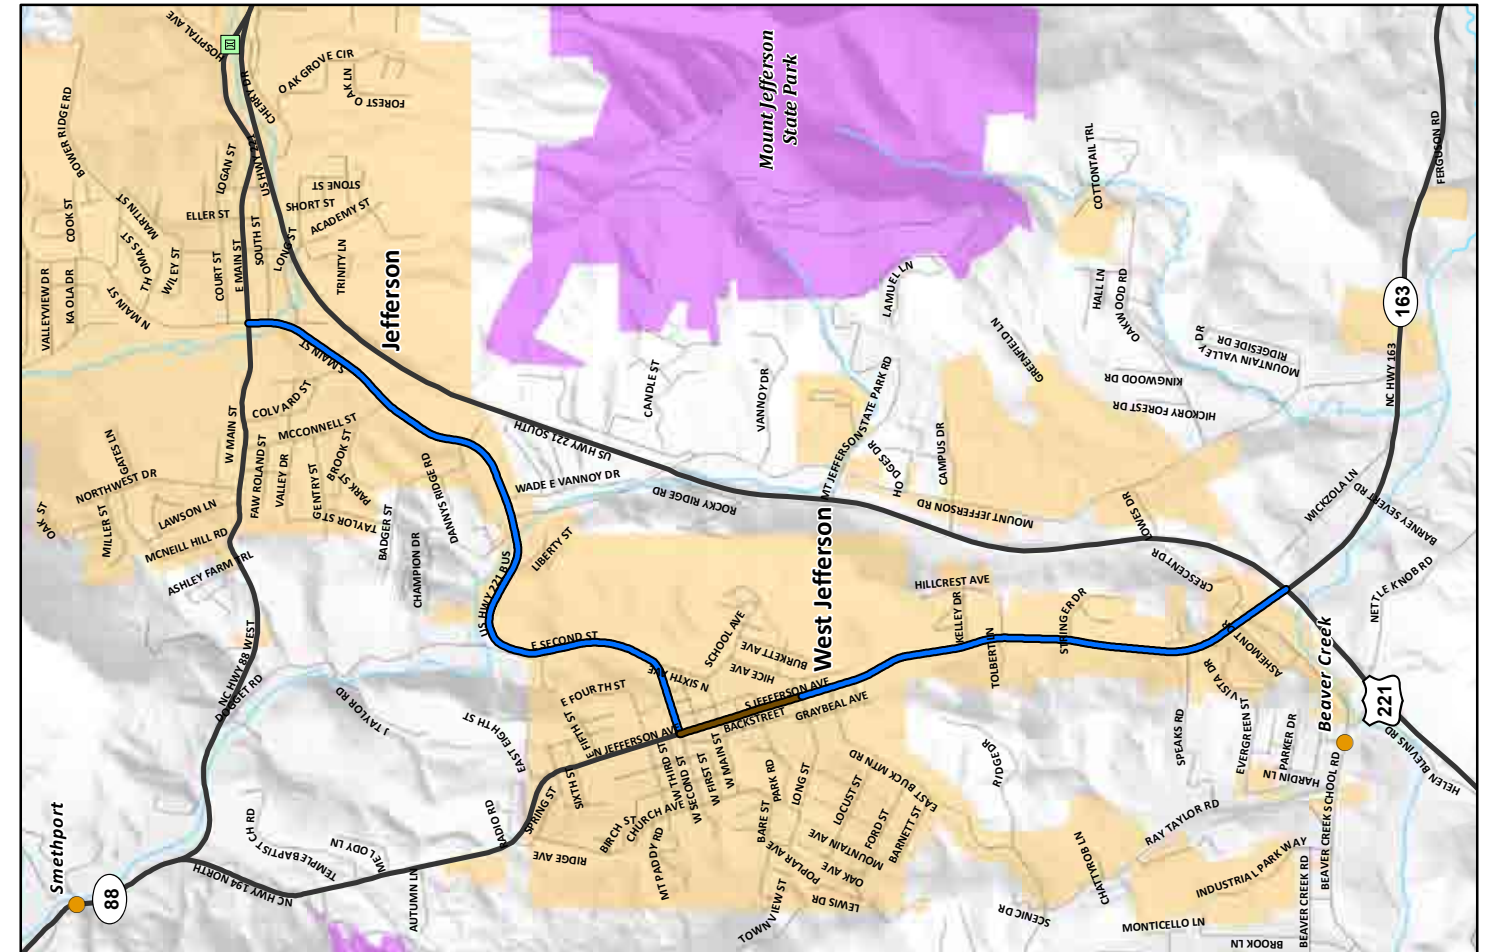 HOSPITAL AVE
CHERRY DR
OAK GROVE CIR
OAK LN
FOREST
BOWER RIDGE RD
LOGAN ST
US HWY 221
STONE ST
SHORT ST
ACADEMY ST
ELLER ST
COOK ST
MARTIN ST
THOMAS ST
WILEY ST
COURT ST
E MAIN ST
SOUTH ST
LONG ST
TRINITY LN
VALLEYVIEW DR
KA OLA DR
N MAIN ST
Jefferson
S MAIN ST
Mount Jefferson
State Park
COTTONTAIL TRL
FERGUSON RD
163
LAMUEL LN
HALL LN
OAKWOOD RD
GREENFIELD LN
MOUNTAIN VALLEY DR
RIDGESIDE DR
KINGWOOD DR
HICKORY FOREST DR
NC HWY 163
CANDLE ST
VANNOY DR
MT JEFFERSON STATE PARK RD
HODGES DR
CAMPUS DR
US HWY 221 SOUTH
WADE E VANNOY DR
ROCKY RIDGE RD
MOUNT JEFFERSON RD
LOWES DR
WICKZOLA LN
BARNEY SEVERT RD
W MAIN ST
COLVARD ST
MCCONNELL ST
GATES LN
NORTHWEST DR
FAW ROLAND ST
VALLEY DR
GENTRY ST
BROOK ST
PARK ST
TAYLOR ST
OAK ST
MILLER ST
LAWSON LN
MCNEILL HILL RD
ASHLEY FARM TRL
BADGER ST
CHAMPION DR
DANNYS RIDGE RD
LIBERTY ST
US HWY 221 BUS
West Jefferson
HILLCREST AVE
KELLEY DR
TOLBERT LN
STRINGER DR
CRESCENT DR
NETTLE KNOB RD
ASHEMONT DR
VISTA DR
Beaver Creek
221
NC HWY 88 WEST
DOGGET RD
J TAYLOR RD
E SECOND ST
N SIXTH AVE
SCHOOL AVE
BURKETT AVE
HICE AVE
S JEFFERSON AVE
BACKSTREET
GRAYBEAL AVE
E FOURTH ST
E FIFTH ST
N JEFFERSON AVE
EAST EIGHTH ST
SIXTH ST
SPRING ST
RADIO RD
W THIRD ST
W SECOND ST
W FIRST ST
W MAIN ST
BIRCH ST
CHURCH AVE
RIDGE AVE
MT PADDY RD
PARK RD
BARE ST
LONG ST
LOCUST ST
FORD ST
BARNETT ST
EAST BUCK MTN RD
MOUNTAIN AVE
OAK AVE
POPLAR AVE
LEWIS DR
TOWN VIEW ST
RIDGE DR
SPEAKS RD
EVERGREEN ST
PARKER DR
HARDIN LN
BEAVER CREEK SCHOOL RD
HELEN BLEVINS RD
RAY TAYLOR RD
INDUSTRIAL PARK WAY
CHATTYROB LN
SCENIC DR
MONTICELLO LN
BEAVER CREEK RD
BROOK LN
Smethport
88
TEMPLE BAPTIST CH RD
MELODY LN
NC HWY 194 NORTH
AUTUMN LN